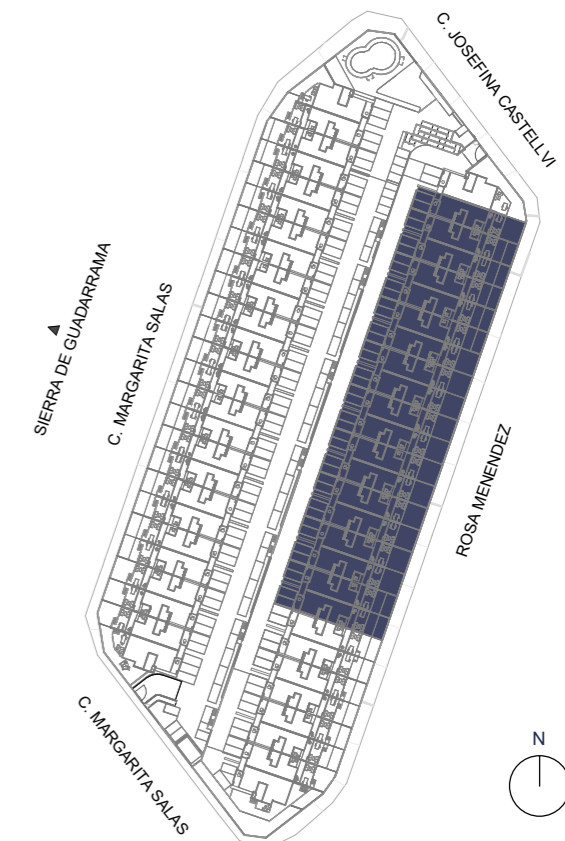 C. JOSEFINA CASTELLVI
SIERRA DE GUADARRAMA
C. MARGARITA SALAS
ROSA MENENDEZ
C. MARGARITA SALAS
N